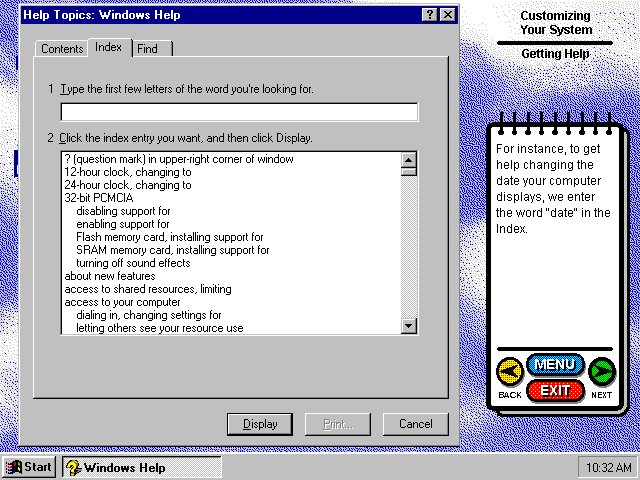 Help Topics: Windows Help
Contents
Index
Find
1 Type the first few letters of the word you're looking for.
2 Click the index entry you want, and then click Display.
? (question mark) in upper-right corner of window
12-hour clock, changing to
24-hour clock, changing to
32-bit PCMCIA
disabling support for
enabling support for
Flash memory card, installing support for
SRAM memory card, installing support for
turning off sound effects
about new features
access to shared resources, limiting
access to your computer
dialing in, changing settings for
letting others see your resource use
Display
Print...
Cancel
Customizing
Your System
Getting Help
For instance, to get
help changing the
date your computer
displays, we enter
the word "date" in the
Index.
MENU
EXIT
BACK
NEXT
Start
Windows Help
10:32 AM